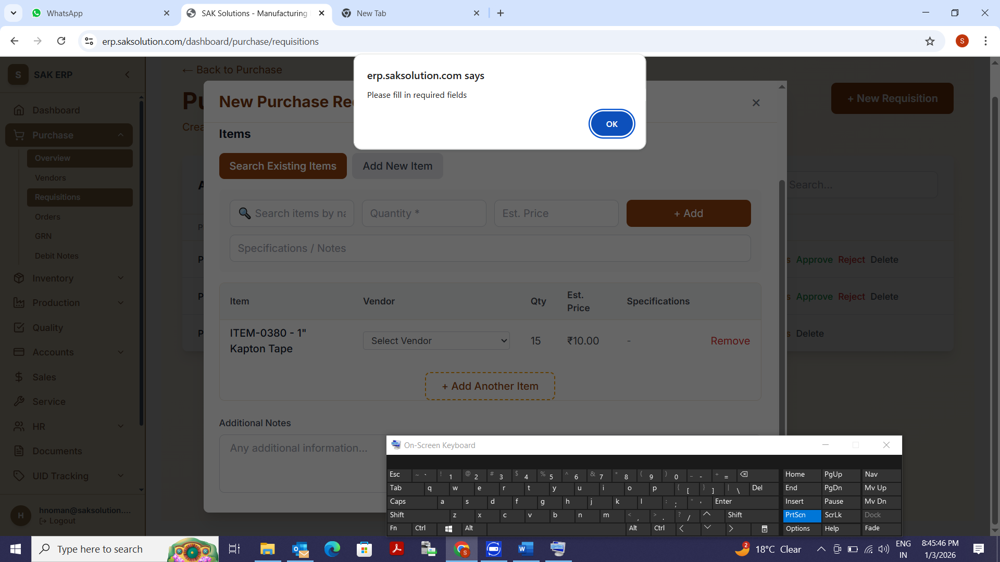 WhatsApp
SAK Solutions - Manufacturing
New Tab
erp.saksolution.com/dashboard/purchase/requisitions
S
S
SAK ERP
← Back to Purchase
erp.saksolution.com says
Please fill in required fields
OK
New Purchase Re
+ New Requisition
Dashboard
Purchase
Overview
Vendors
Requisitions
Orders
GRN
Debit Notes
Inventory
Production
Quality
Accounts
Sales
Service
HR
Documents
UID Tracking
H
hnoman@saksolution....
Logout
Items
Search Existing Items
Add New Item
Search items by na
Quantity *
Est. Price
+ Add
Specifications / Notes
Search...
Item
Vendor
Qty
Est.
Price
Specifications
ITEM-0380 - 1"
Kapton Tape
Select Vendor
15
₹10.00
-
Remove
+ Add Another Item
Additional Notes
Any additional information...
s Approve Reject Delete
s Approve Reject Delete
s Delete
On-Screen Keyboard
Esc ~ ` ! 1 @ 2 # 3 $ 4 % 5 ^ 6 & 7 * 8 ( 9 ) 0 _ - + = Home PgUp Nav
Tab q w e r t y u i o p { [ } ] | \ Del End PgDn Mv Up
Caps a s d f g h j k l : ; " ' Enter Insert Pause Mv Dn
Shift z x c v b n m < , > . ? / Shift PrtScn ScrLk Dock
Fn Ctrl Alt Alt Ctrl Options Help Fade
Type here to search
2
18°C Clear
ENG
IN
8:45:46 PM
1/3/2026